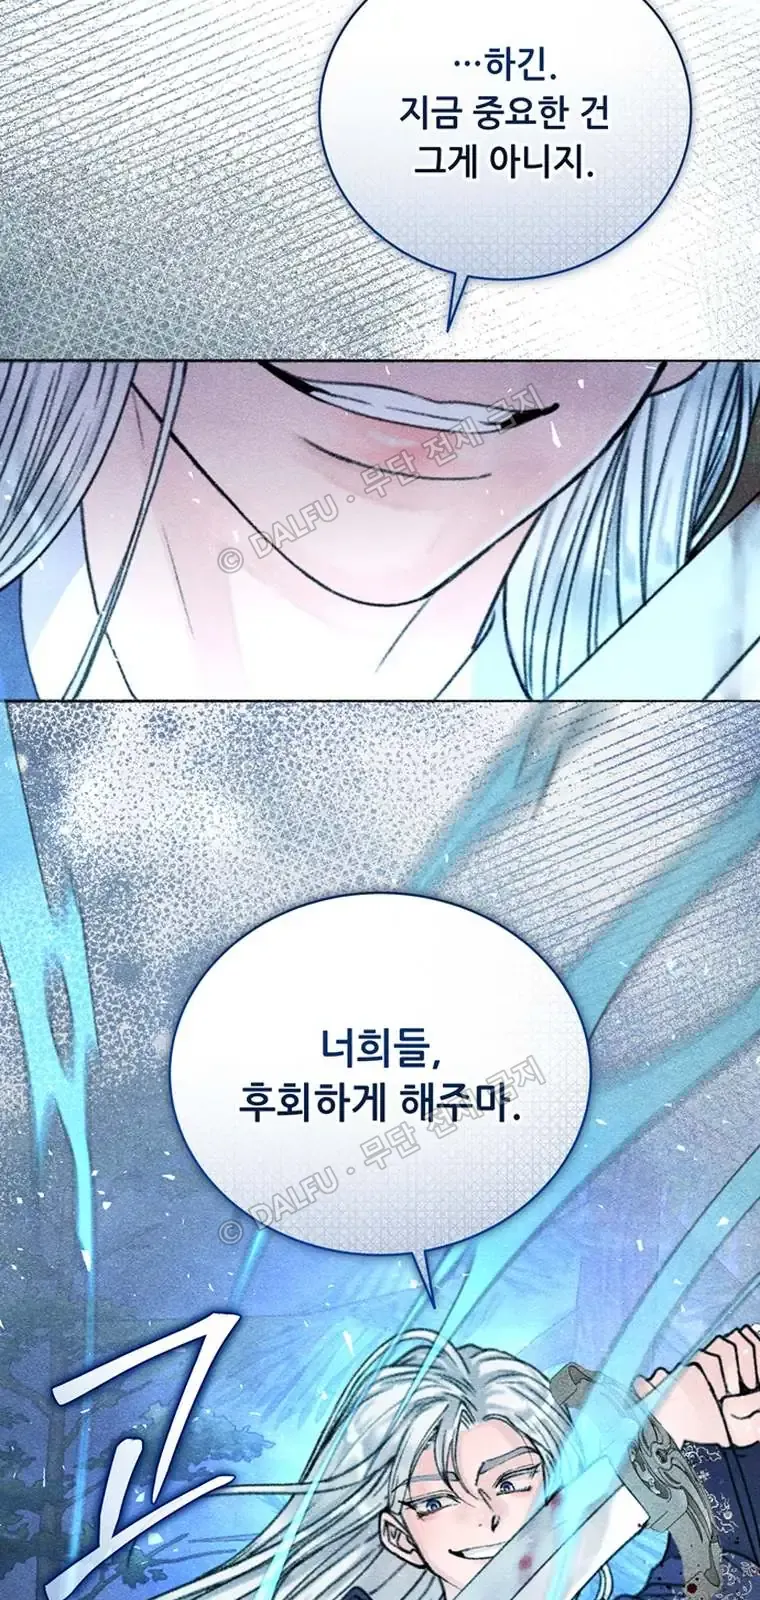 …하긴.
지금 중요한 건
그게 아니지.
© DALFU · 무단 전재 금지
너희들,
후회하게 해주마.
© DALFU · 무단 전재 금지
고